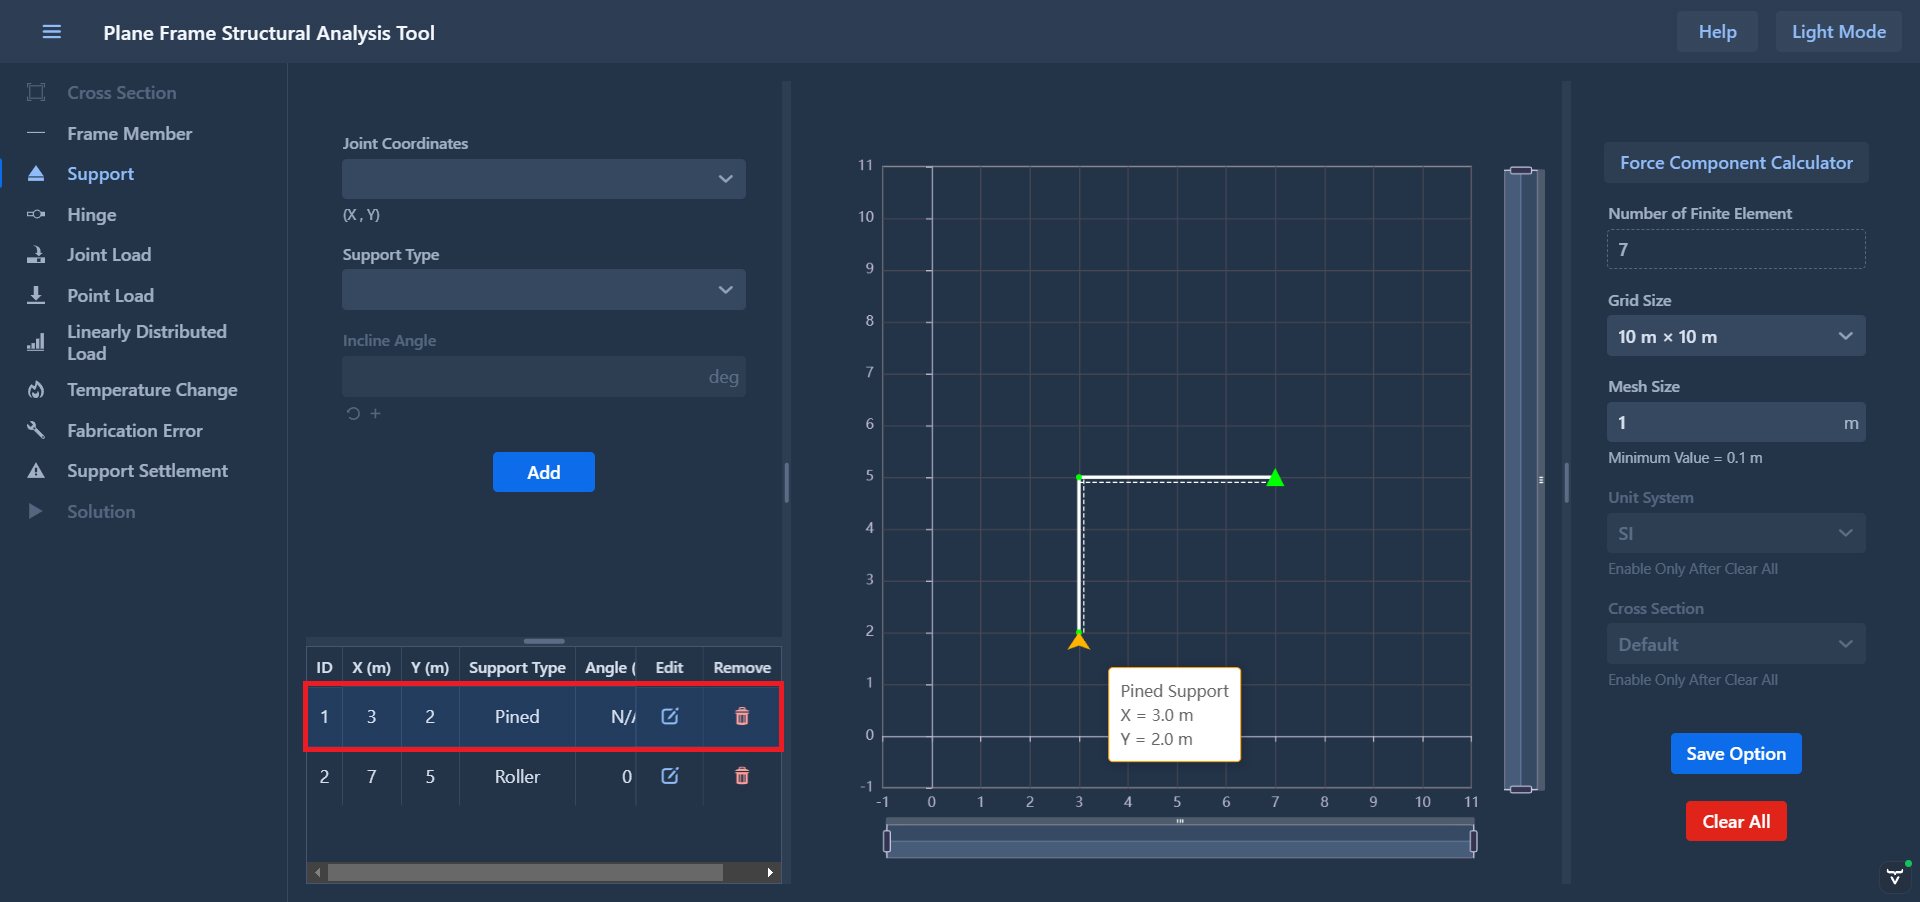 Plane Frame Structural Analysis Tool
Help
Light Mode
Cross Section
Frame Member
Support
Hinge
Joint Load
Point Load
Linearly Distributed
Load
Temperature Change
Fabrication Error
Support Settlement
Solution
Joint Coordinates
(X , Y)
Support Type
Incline Angle
deg
Add
ID X (m) Y (m) Support Type Angle ( Edit Remove
1 3 2 Pined N/A
2 7 5 Roller 0
11
10
9
8
7
6
5
4
3
2
1
0
-1
-1 0 1 2 3 4 5 6 7 8 9 10 11
Pined Support
X = 3.0 m
Y = 2.0 m
Force Component Calculator
Number of Finite Element
7
Grid Size
10 m × 10 m
Mesh Size
1 m
Minimum Value = 0.1 m
Unit System
SI
Enable Only After Clear All
Cross Section
Default
Enable Only After Clear All
Save Option
Clear All